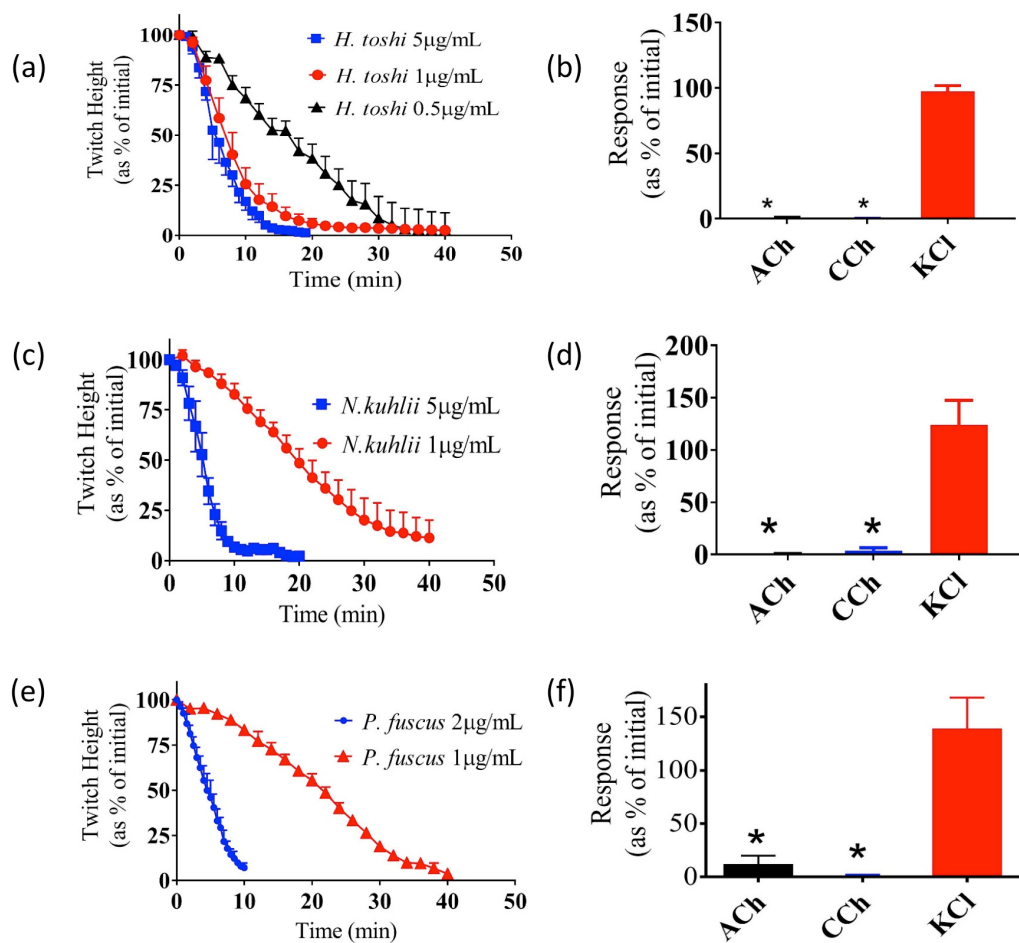 (a)
Twitch Height
(as % of initial)
100
75
50
25
0
H. toshi 5µg/mL
H. toshi 1µg/mL
H. toshi 0.5µg/mL
0 10 20 30 40 50
Time (min)
(b)
Response
(as % of initial)
150
100
50
0
*
*
ACh
CCh
KCl
(c)
Twitch Height
(as % of initial)
100
75
50
25
0
N.kuhlii 5µg/mL
N.kuhlii 1µg/mL
0 10 20 30 40 50
Time (min)
(d)
Response
(as % of initial)
200
150
100
50
0
*
*
ACh
CCh
KCl
(e)
Twitch Height
(as % of initial)
100
75
50
25
0
P. fuscus 2µg/mL
P. fuscus 1µg/mL
0 10 20 30 40 50
Time (min)
(f)
Response
(as % of initial)
150
100
50
0
*
*
ACh
CCh
KCl